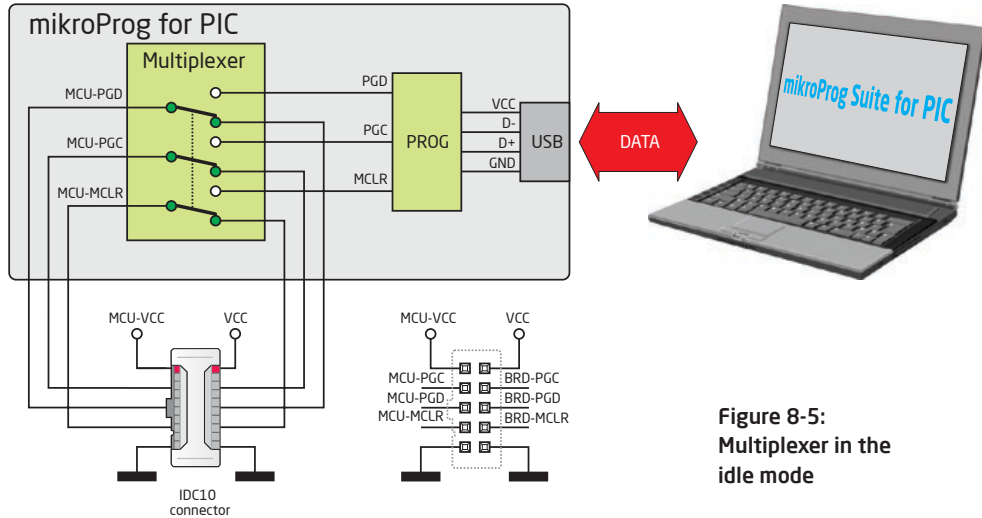 mikroProg for PIC
Multiplexer
MCU-PGD
MCU-PGC
MCU-MCLR
PGD
PGC
MCLR
PROG
VCC
D-
D+
GND
USB
DATA
mikroProg Suite for PIC
MCU-VCC
VCC
IDC10
connector
MCU-VCC
VCC
MCU-PGC
BRD-PGC
MCU-PGD
BRD-PGD
MCU-MCLR
BRD-MCLR
Figure 8-5:
Multiplexer in the
idle mode